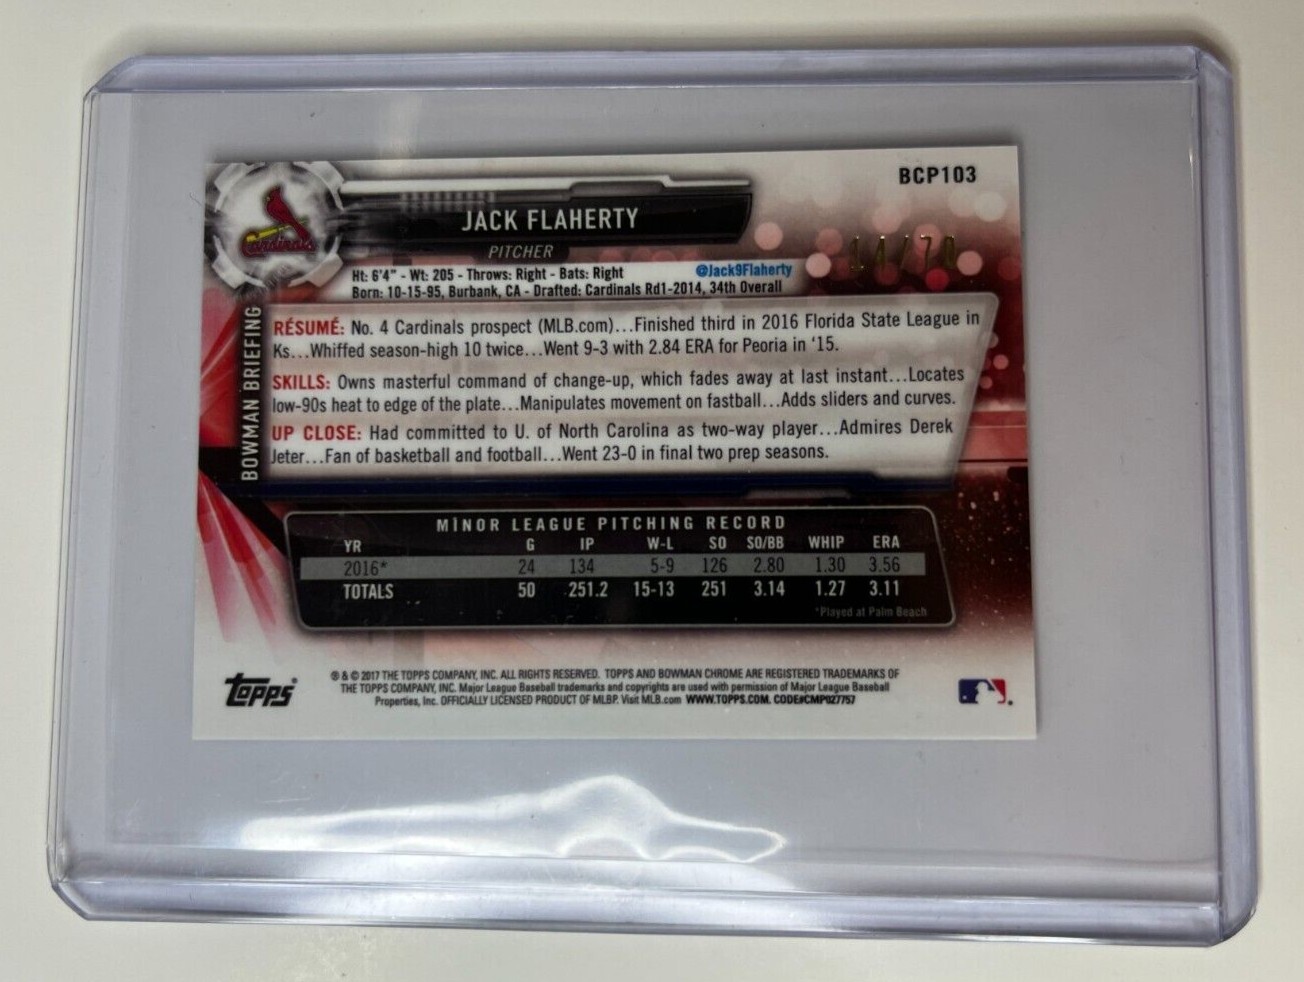 BCP103
Cardinals
JACK FLAHERTY
14/70
PITCHER
Ht: 6'4" - Wt: 205 - Throws: Right - Bats: Right @Jack9Flaherty
Born: 10-15-95, Burbank, CA - Drafted: Cardinals Rd1-2014, 34th Overall
BOWMAN BRIEFING
RÉSUMÉ: No. 4 Cardinals prospect (MLB.com)...Finished third in 2016 Florida State League in
Ks...Whiffed season-high 10 twice...Went 9-3 with 2.84 ERA for Peoria in '15.
SKILLS: Owns masterful command of change-up, which fades away at last instant...Locates
low-90s heat to edge of the plate...Manipulates movement on fastball...Adds sliders and curves.
UP CLOSE: Had committed to U. of North Carolina as two-way player...Admires Derek
Jeter...Fan of basketball and football...Went 23-0 in final two prep seasons.
MINOR LEAGUE PITCHING RECORD
YR G IP W-L SO SO/BB WHIP ERA
2016* 24 134 5-9 126 2.80 1.30 3.56
TOTALS 50 251.2 15-13 251 3.14 1.27 3.11
*Played at Palm Beach
Topps® ® & © 2017 THE TOPPS COMPANY, INC. ALL RIGHTS RESERVED. TOPPS AND BOWMAN CHROME ARE REGISTERED TRADEMARKS OF
THE TOPPS COMPANY, INC. Major League Baseball trademarks and copyrights are used with permission of Major League Baseball
Properties, Inc. OFFICIALLY LICENSED PRODUCT OF MLBP. Visit MLB.com WWW.TOPPS.COM. CODE#CMP027757